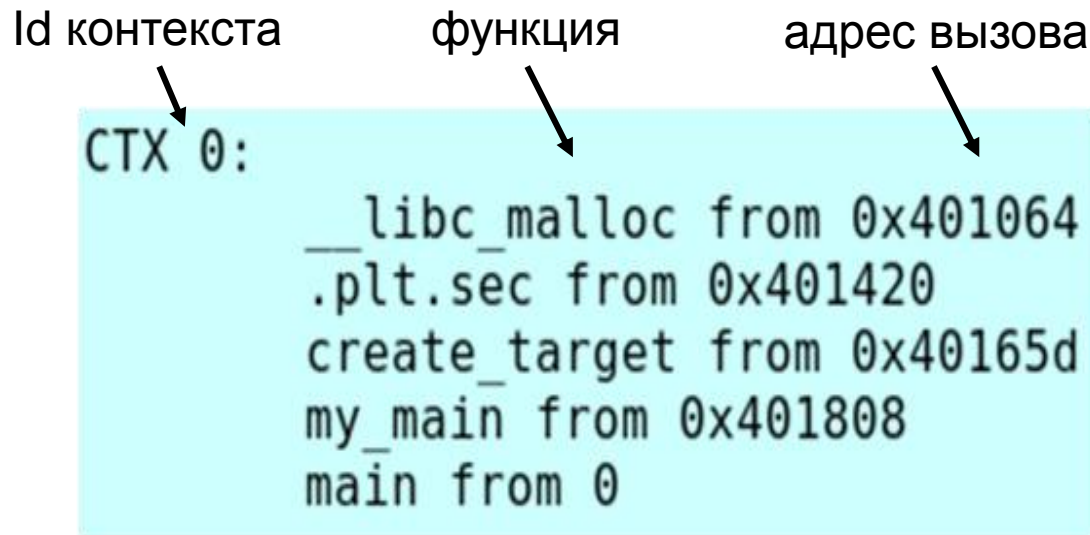 Id контекста функция адрес вызова
CTX 0:
__libc_malloc from 0x401064
.plt.sec from 0x401420
create_target from 0x40165d
my_main from 0x401808
main from 0